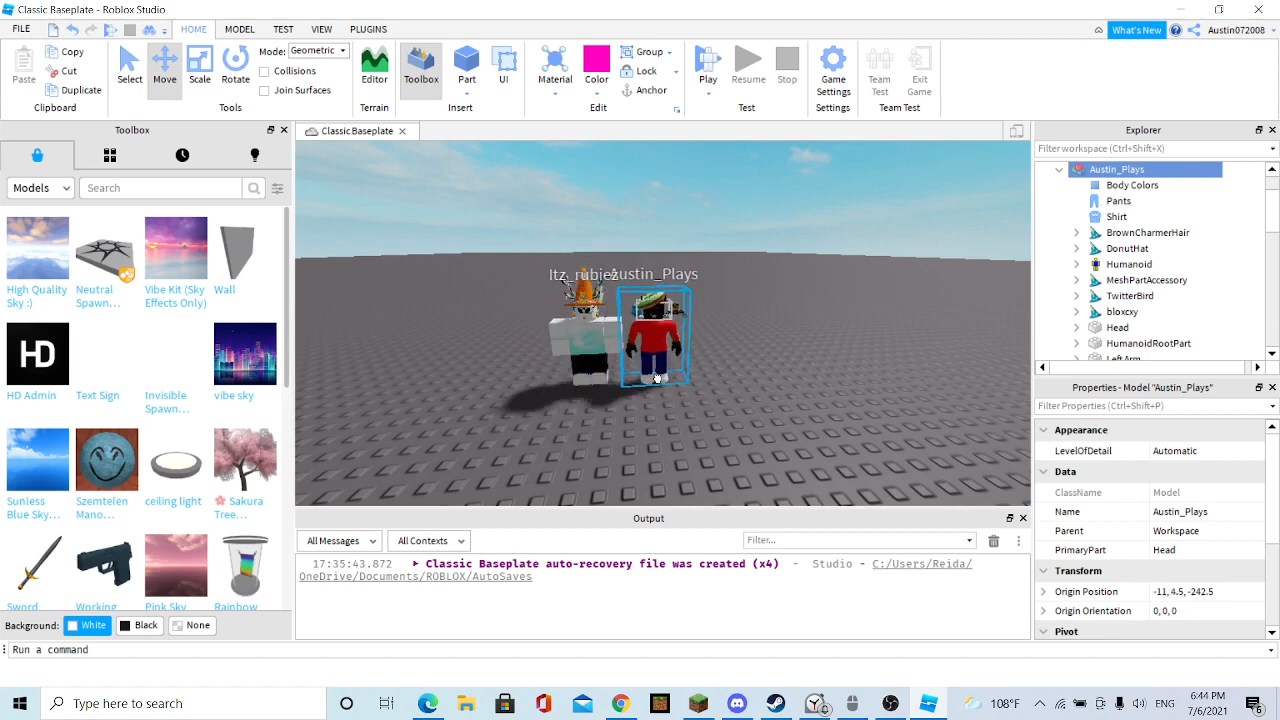 Classic Baseplate - Roblox Studio
FILE HOME MODEL TEST VIEW PLUGINS What's New Austin072008
Paste Copy Cut Duplicate Select Move Scale Rotate Mode: Geometric Collisions Join Surfaces Editor Toolbox Part UI Material Color Group Lock Anchor Play Resume Stop Game Settings Team Test Exit Game
Clipboard Tools Terrain Insert Edit Test Settings Team Test
Toolbox
Classic Baseplate
Explorer
Filter workspace (Ctrl+Shift+X)
Models Search
High Quality Sky :)
Neutral Spawn...
Vibe Kit (Sky Effects Only)
Wall
HD
HD Admin
Text Sign
Invisible Spawn...
vibe sky
Sunless Blue Sky...
Szemtelen Mano...
ceiling light
🌸 Sakura Tree...
Sword
Working
Pink Sky
Rainbow
Background: White Black None
Itz_rubiez Austin_Plays
Austin_Plays
Body Colors
Pants
Shirt
BrownCharmerHair
DonutHat
Humanoid
MeshPartAccessory
TwitterBird
bloxcxy
Head
HumanoidRootPart
Left Arm
Properties - Model "Austin_Plays"
Filter Properties (Ctrl+Shift+P)
Appearance
LevelOfDetail Automatic
Data
ClassName Model
Name Austin_Plays
Parent Workspace
PrimaryPart Head
Transform
Origin Position -11, 4.5, -242.5
Origin Orientation 0, 0, 0
Pivot
Output
All Messages All Contexts Filter...
17:35:43.872 Classic Baseplate auto-recovery file was created (x4) - Studio - C:/Users/Reida/
OneDrive/Documents/ROBLOX/AutoSaves
Run a command
Type here to search
108°F
6:44 PM
7/6/2021